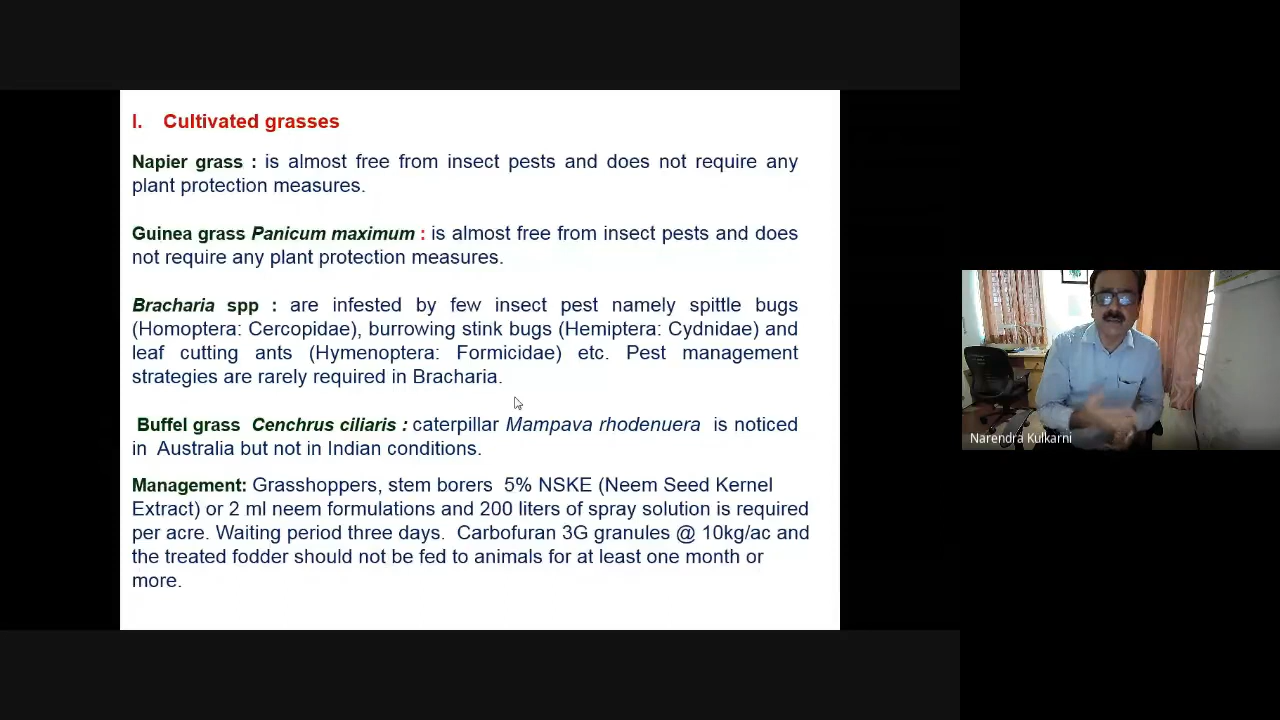 I. Cultivated grasses
Napier grass : is almost free from insect pests and does not require any
plant protection measures.
Guinea grass Panicum maximum : is almost free from insect pests and does
not require any plant protection measures.
Bracharia spp : are infested by few insect pest namely spittle bugs
(Homoptera: Cercopidae), burrowing stink bugs (Hemiptera: Cydnidae) and
leaf cutting ants (Hymenoptera: Formicidae) etc. Pest management
strategies are rarely required in Bracharia.
Buffel grass Cenchrus ciliaris : caterpillar Mampava rhodenuera is noticed
in Australia but not in Indian conditions.
Management: Grasshoppers, stem borers 5% NSKE (Neem Seed Kernel
Extract) or 2 ml neem formulations and 200 liters of spray solution is required
per acre. Waiting period three days. Carbofuran 3G granules @ 10kg/ac and
the treated fodder should not be fed to animals for at least one month or
more.
Narendra Kulkarni